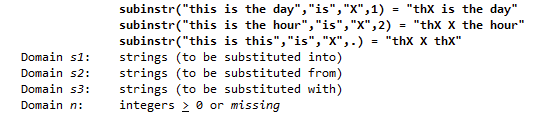 subinstr("this is the day","is","X",1) = "thX is the day"
subinstr("this is the hour","is","X",2) = "thX X the hour"
subinstr("this is this","is","X",.) = "thX X thX"
Domain s1: strings (to be substituted into)
Domain s2: strings (to be substituted from)
Domain s3: strings (to be substituted with)
Domain n: integers > 0 or missing